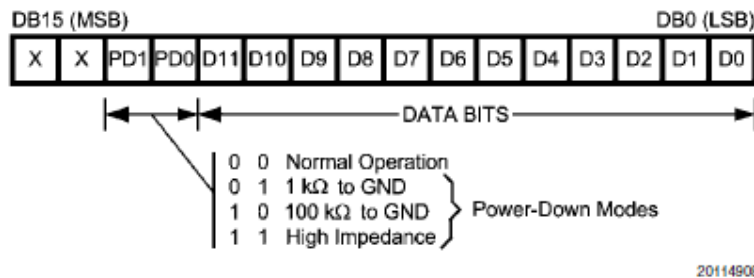 DB15 (MSB) DB0 (LSB)
X X PD1 PD0 D11 D10 D9 D8 D7 D6 D5 D4 D3 D2 D1 D0
DATA BITS
0 0 Normal Operation
0 1 1 kΩ to GND
1 0 100 kΩ to GND
1 1 High Impedance
Power-Down Modes